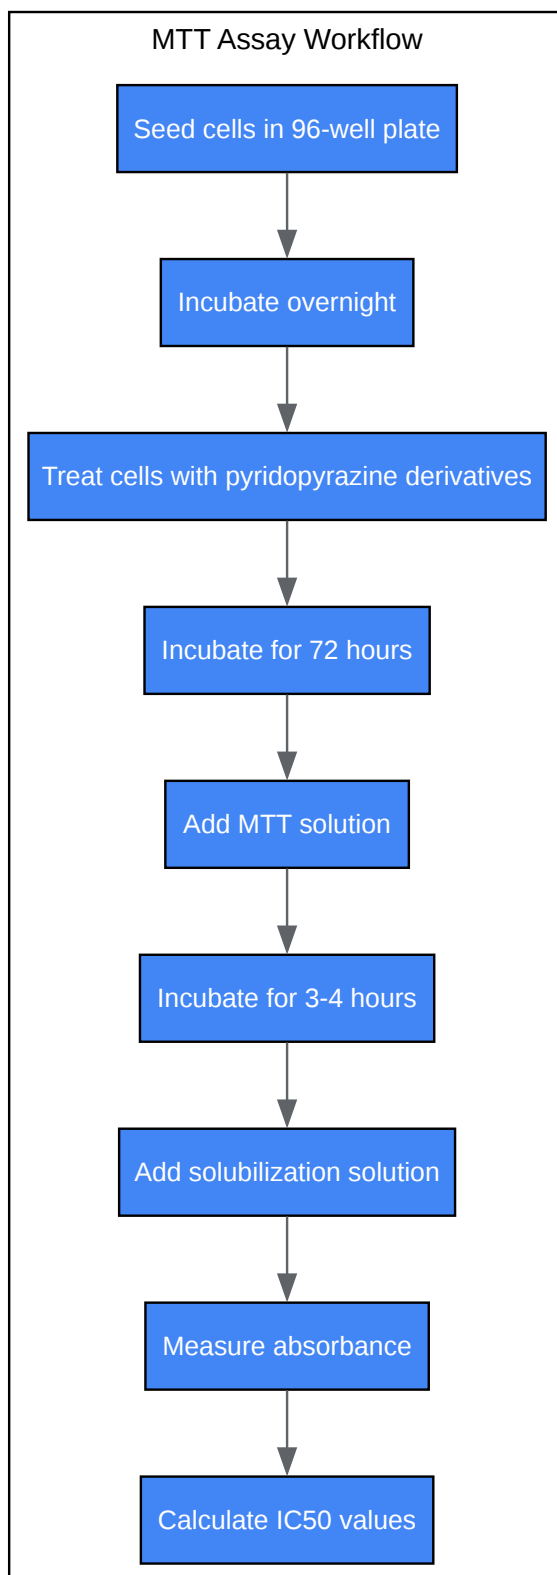 MTT Assay Workflow
Seed cells in 96-well plate
Incubate overnight
Treat cells with pyridopyrazine derivatives
Incubate for 72 hours
Add MTT solution
Incubate for 3-4 hours
Add solubilization solution
Measure absorbance
Calculate IC50 values